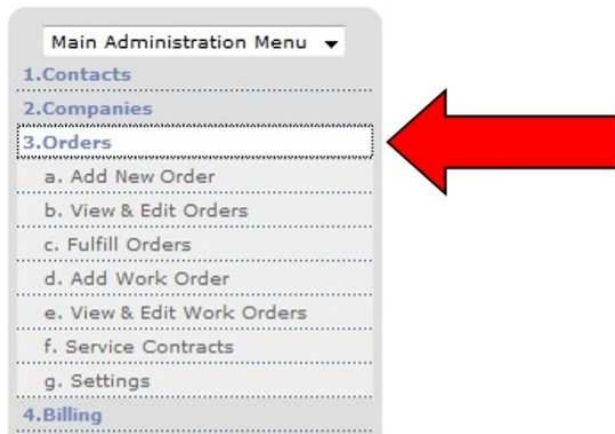 Main Administration Menu
1.Contacts
2.Companies
3.Orders
a. Add New Order
b. View & Edit Orders
c. Fulfill Orders
d. Add Work Order
e. View & Edit Work Orders
f. Service Contracts
g. Settings
4.Billing